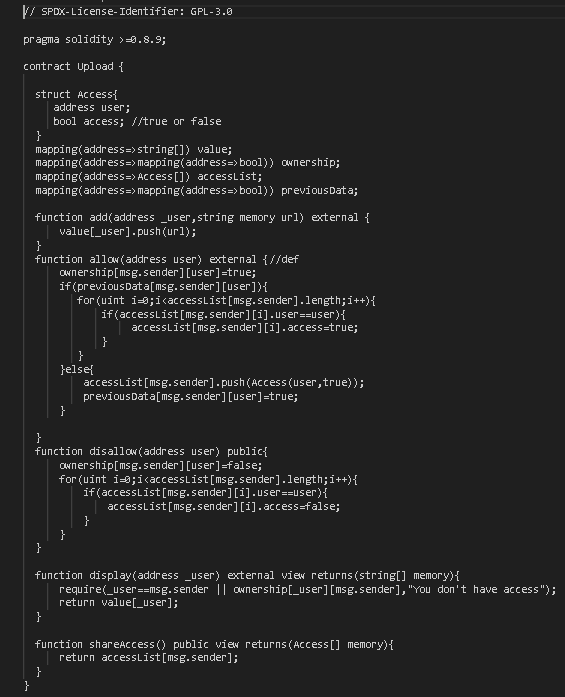 // SPDX-License-Identifier: GPL-3.0
pragma solidity >=0.8.9;
contract Upload {
struct Access{
address user;
bool access; //true or false
}
mapping(address=>string[]) value;
mapping(address=>mapping(address=>bool)) ownership;
mapping(address=>Access[]) accessList;
mapping(address=>mapping(address=>bool)) previousData;
function add(address _user,string memory url) external {
value[_user].push(url);
}
function allow(address user) external {//def
ownership[msg.sender][user]=true;
if(previousData[msg.sender][user]){
for(uint i=0;i<accessList[msg.sender].length;i++){
if(accessList[msg.sender][i].user==user){
accessList[msg.sender][i].access=true;
}
}
}else{
accessList[msg.sender].push(Access(user,true));
previousData[msg.sender][user]=true;
}
}
function disallow(address user) public{
ownership[msg.sender][user]=false;
for(uint i=0;i<accessList[msg.sender].length;i++){
if(accessList[msg.sender][i].user==user){
accessList[msg.sender][i].access=false;
}
}
}
function display(address _user) external view returns(string[] memory){
require(_user==msg.sender || ownership[_user][msg.sender],"You don't have access");
return value[_user];
}
function shareAccess() public view returns(Access[] memory){
return accessList[msg.sender];
}
}